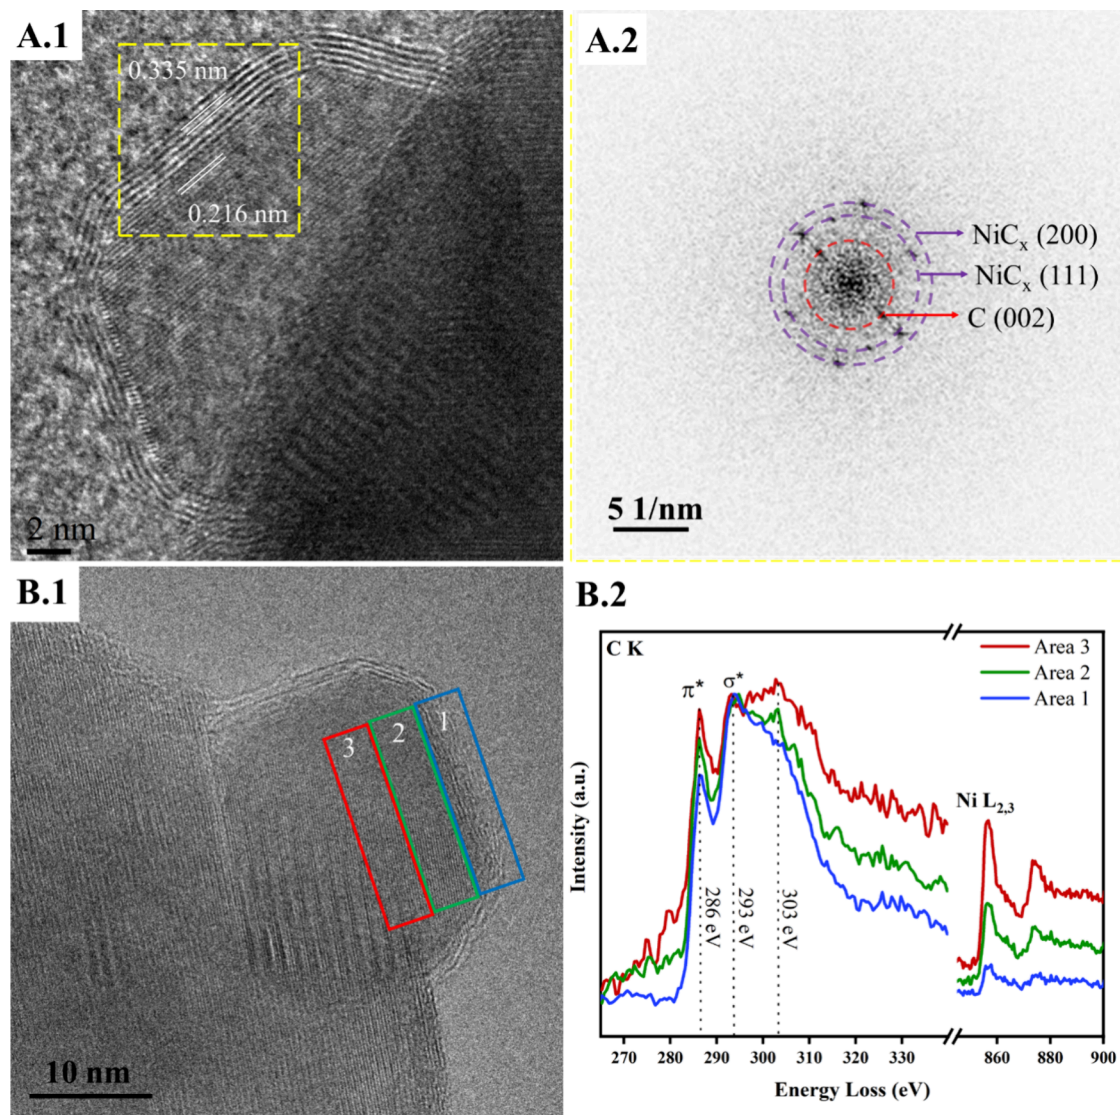 A.1
0.335 nm
0.216 nm
2 nm
A.2
NiCₓ (200)
NiCₓ (111)
C (002)
5 1/nm
B.1
3
2
1
10 nm
B.2
C K
Area 3
Area 2
Area 1
π*
σ*
Ni L₂,₃
286 eV
293 eV
303 eV
Intensity (a.u.)
270 280 290 300 310 320 330 860 880 900
Energy Loss (eV)